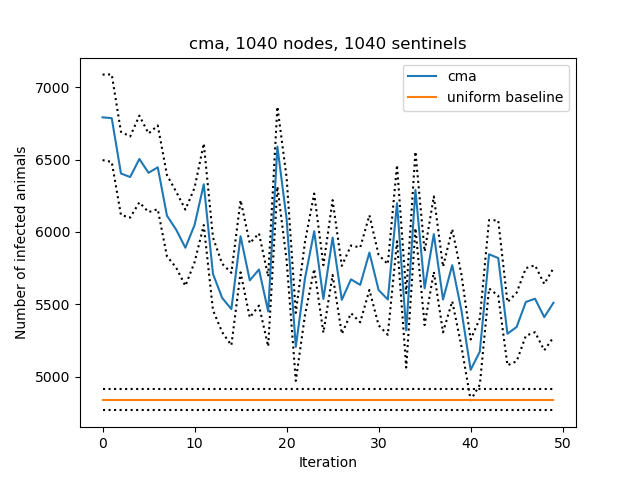 cma, 1040 nodes, 1040 sentinels
cma
uniform baseline
Number of infected animals
7000
6500
6000
5500
5000
0 10 20 30 40 50
Iteration